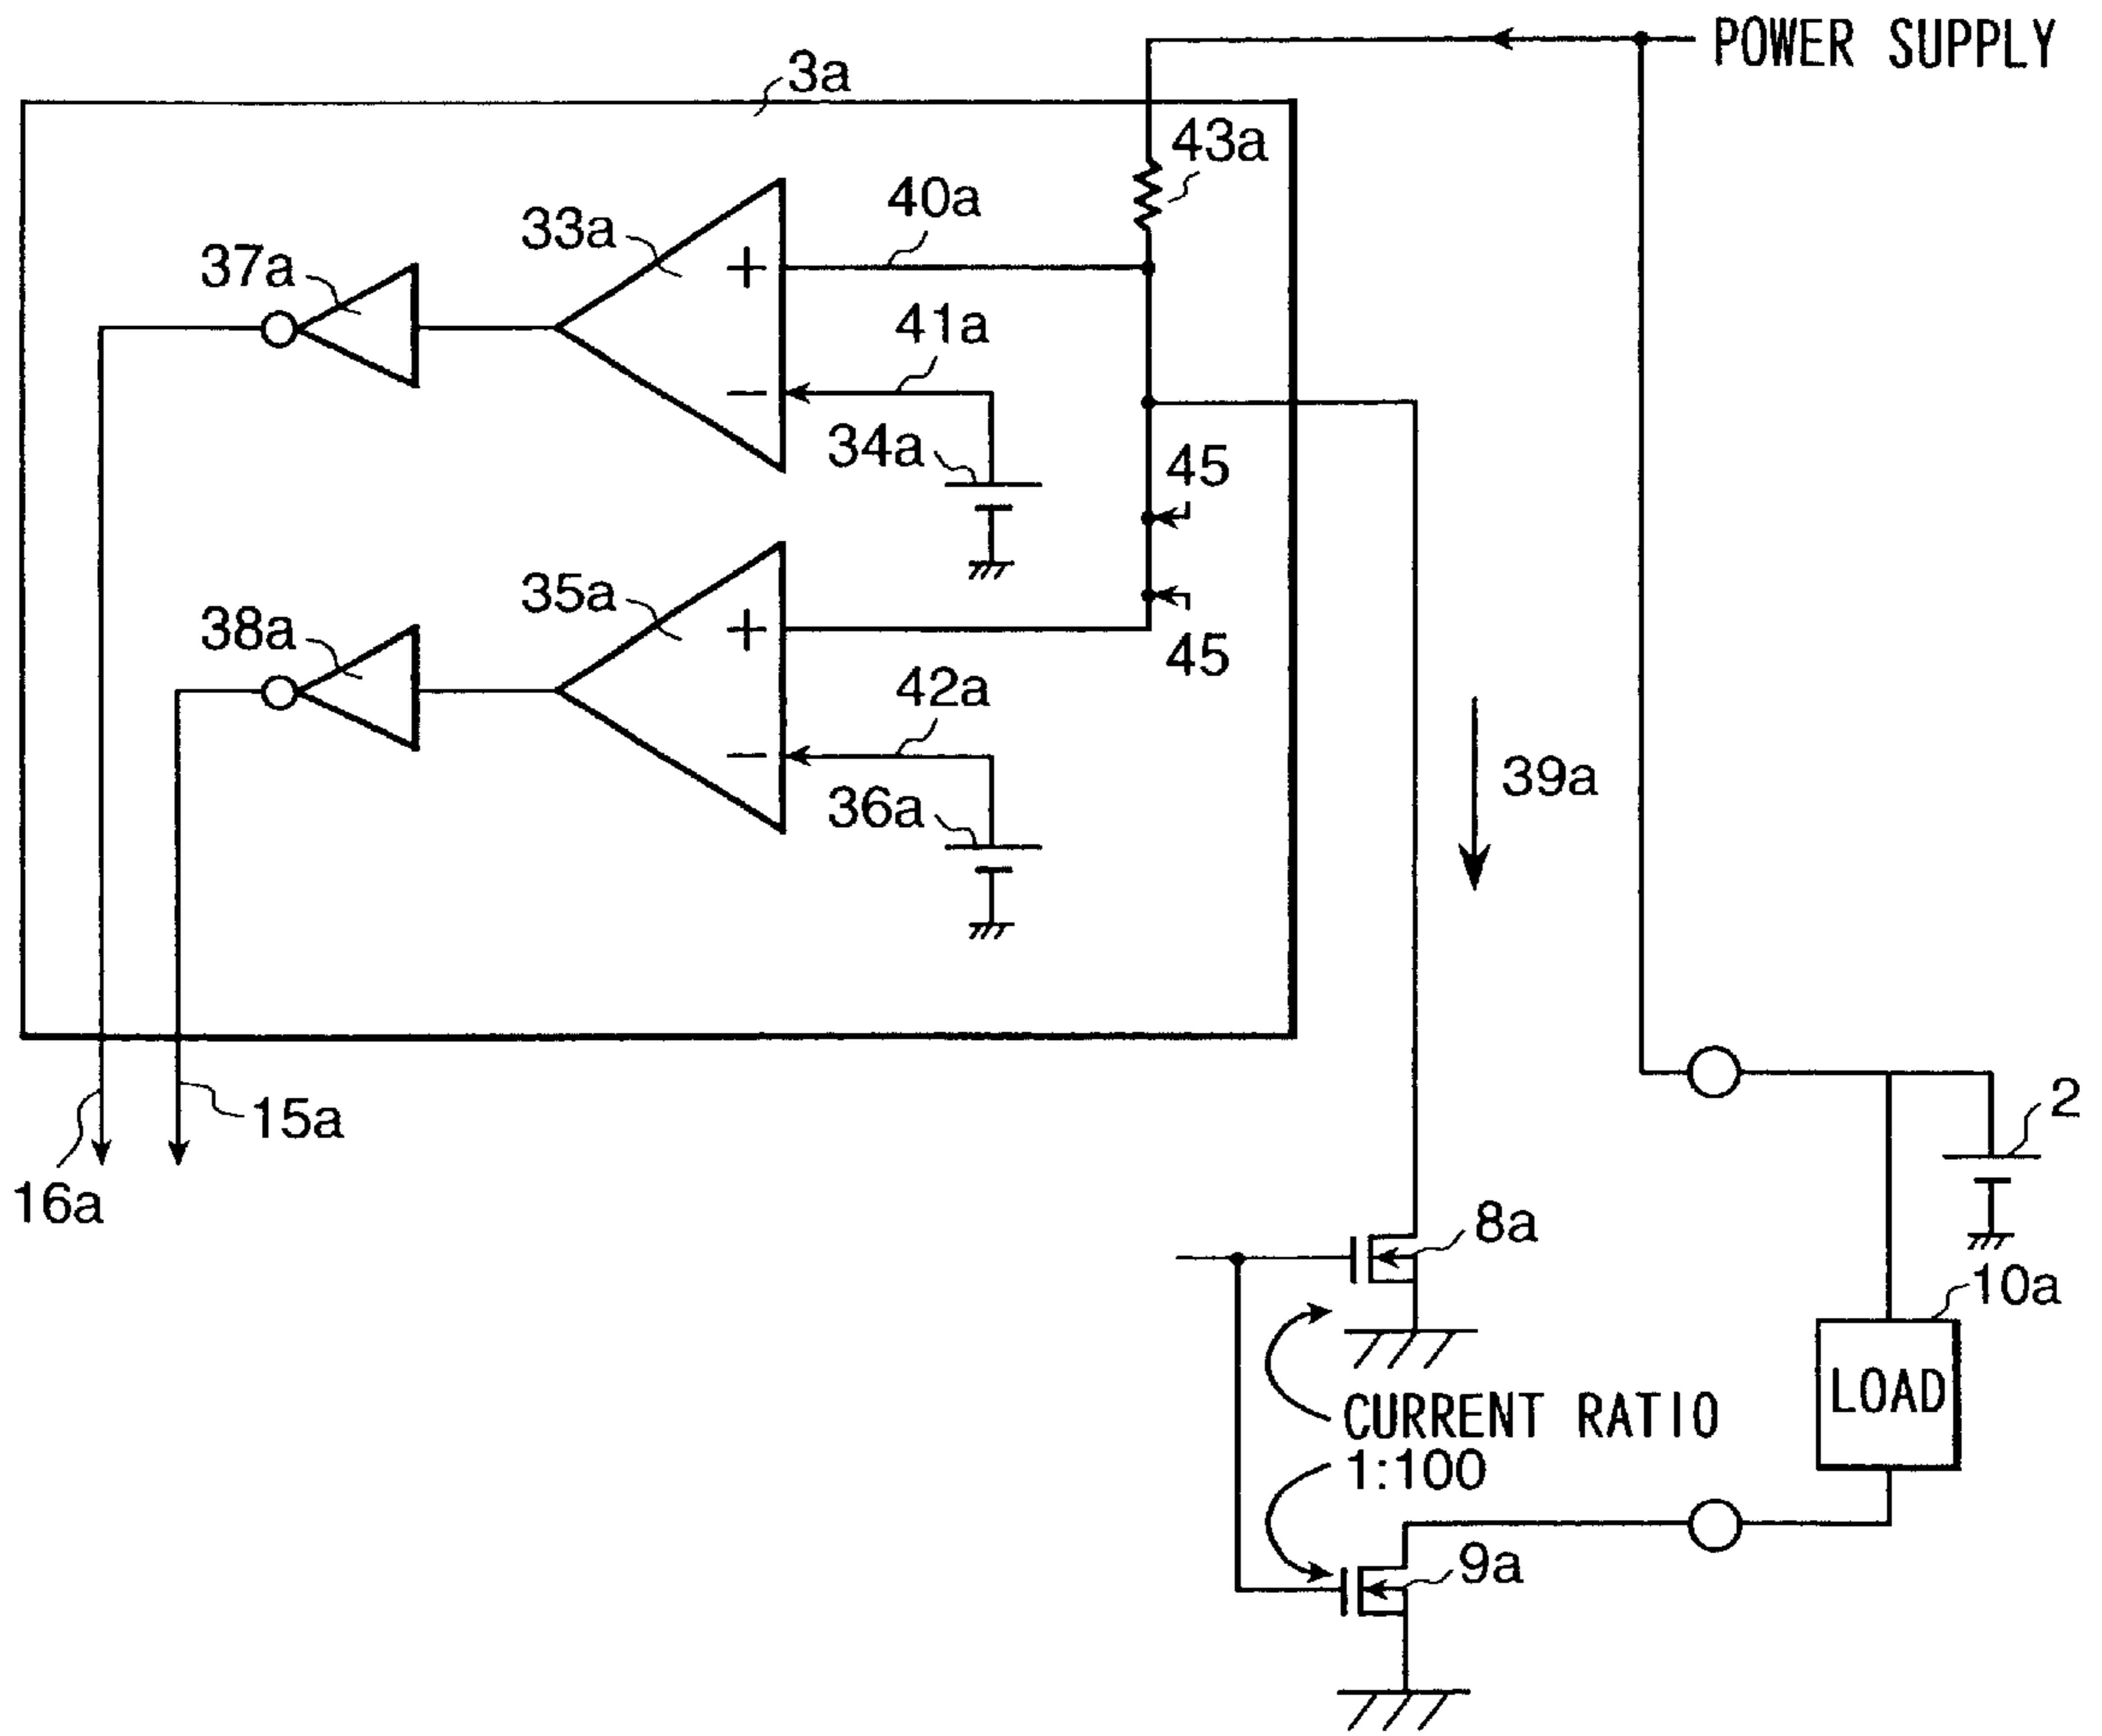 POWER SUPPLY
3a
43a
40a
33a
37a
41a
34a
45
35a
38a
45
42a
36a
39a
2
15a
16a
8a
10a
LOAD
CURRENT RATIO
1:100
9a
+
−
+
−